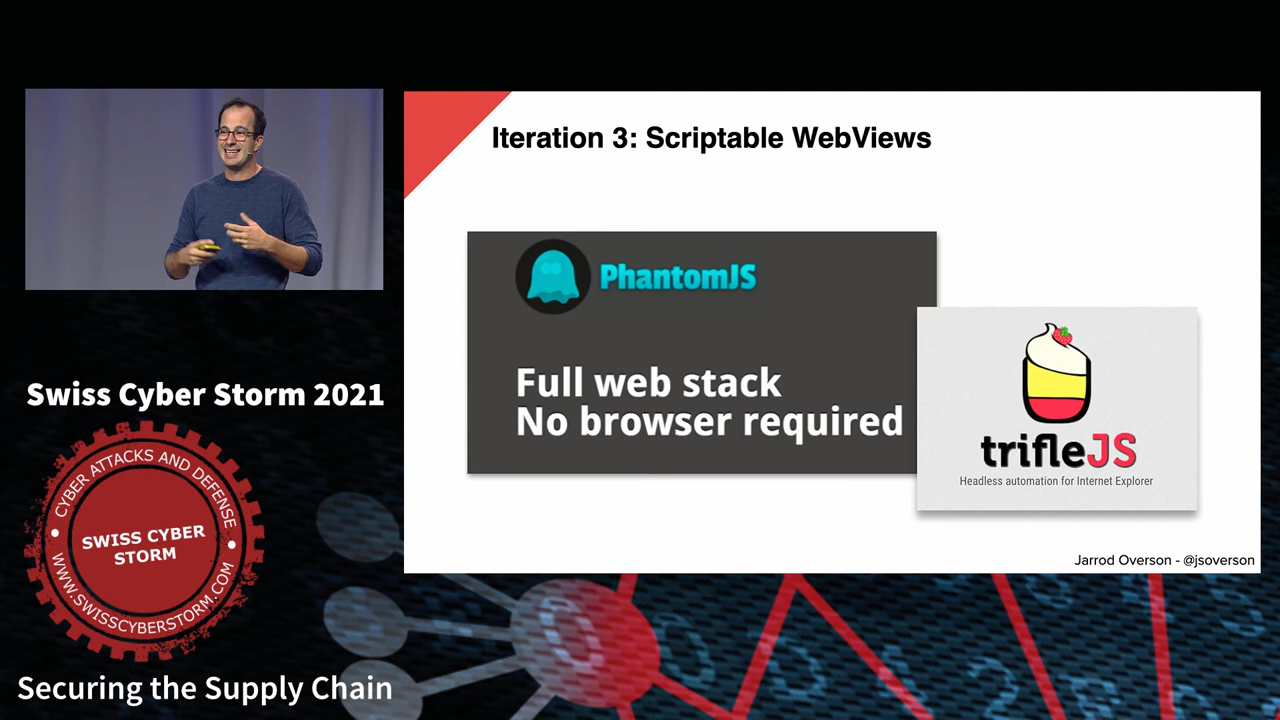 Iteration 3: Scriptable WebViews
PhantomJS
Full web stack
No browser required
trifleJS
Headless automation for Internet Explorer
Jarrod Overson - @jsoverson
Swiss Cyber Storm 2021
CYBER ATTACKS AND DEFENSE
SWISS CYBER
STORM
WWW.SWISSCYBERSTORM.COM
Securing the Supply Chain